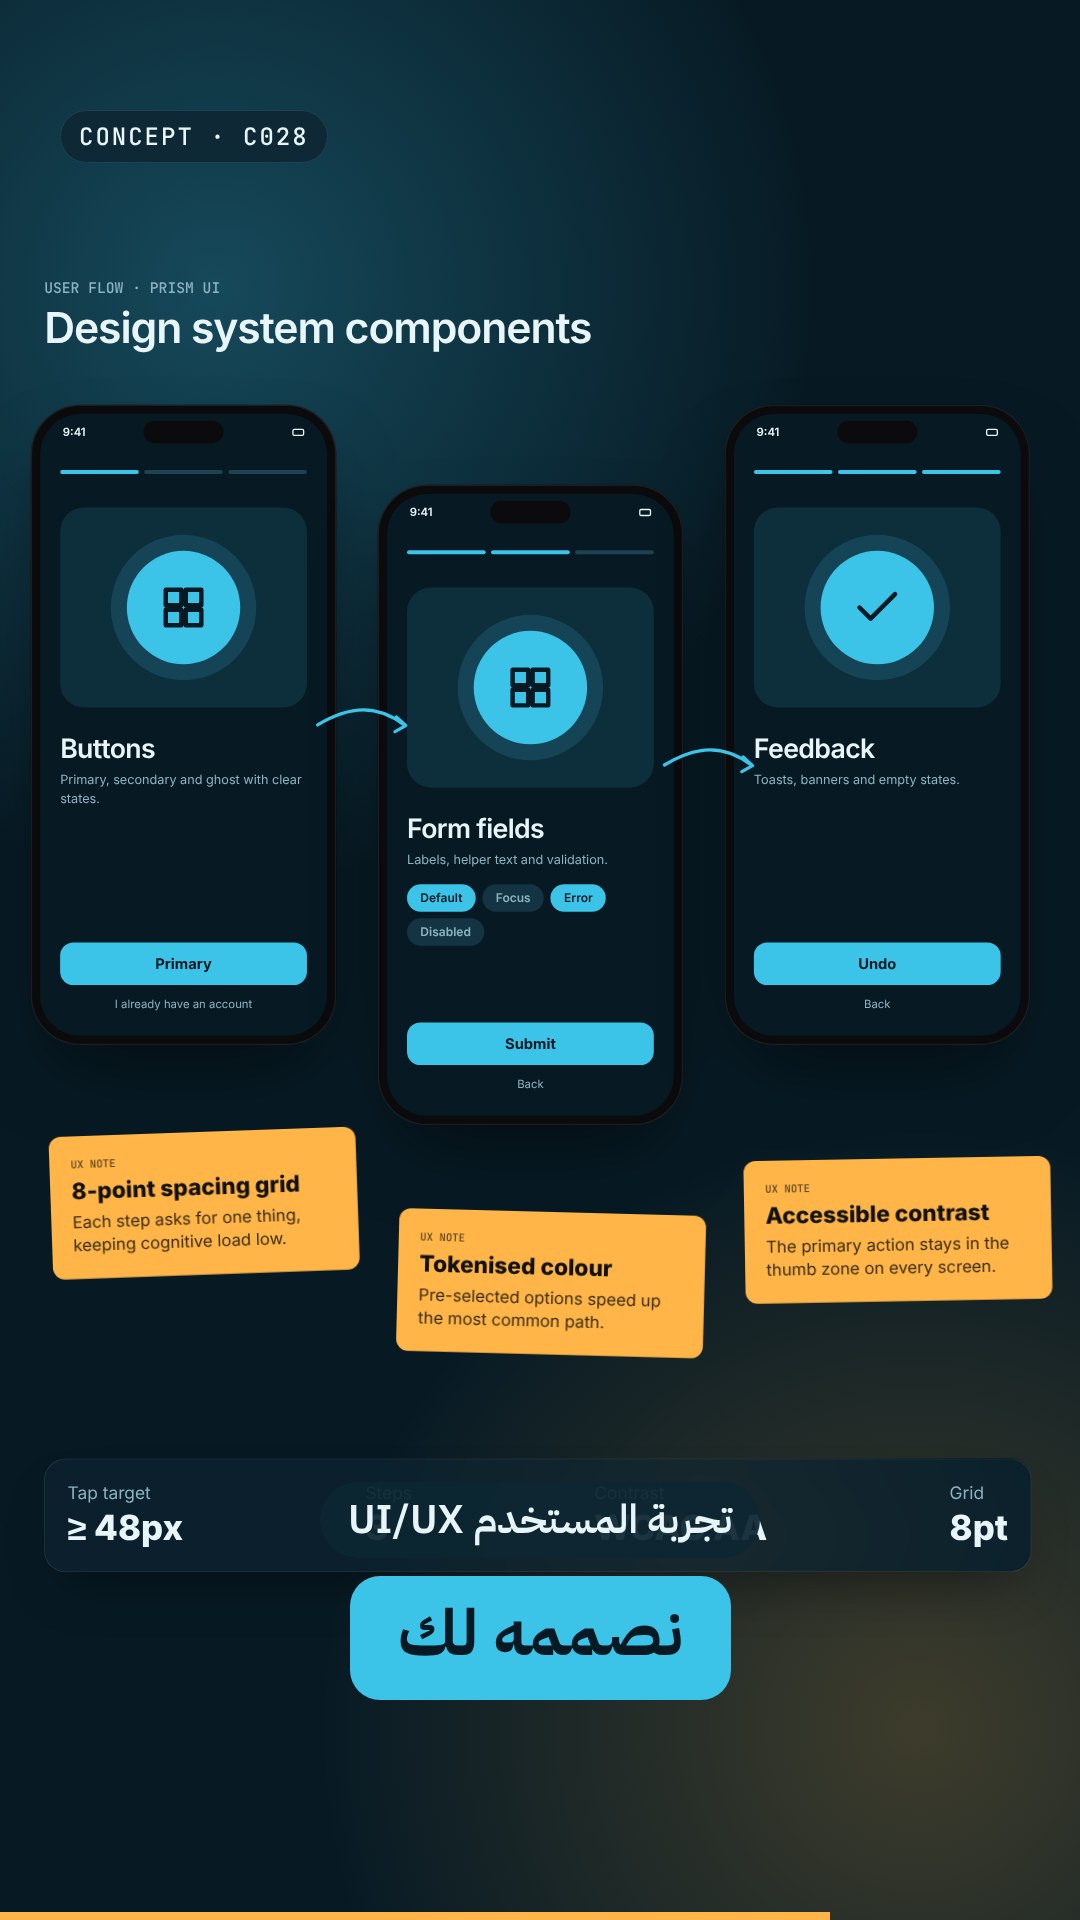 CONCEPT · C028
USER FLOW · PRISM UI
Design system components
9:41
Buttons
Primary, secondary and ghost with clear
states.
Primary
I already have an account
9:41
Form fields
Labels, helper text and validation.
Default Focus Error
Disabled
Submit
Back
9:41
Feedback
Toasts, banners and empty states.
Undo
Back
UX NOTE
8-point spacing grid
Each step asks for one thing,
keeping cognitive load low.
UX NOTE
Tokenised colour
Pre-selected options speed up
the most common path.
UX NOTE
Accessible contrast
The primary action stays in the
thumb zone on every screen.
Tap target
≥ 48px
Steps
Contrast
Grid
8pt
تجربة المستخدم UI/UX
نصممه لك